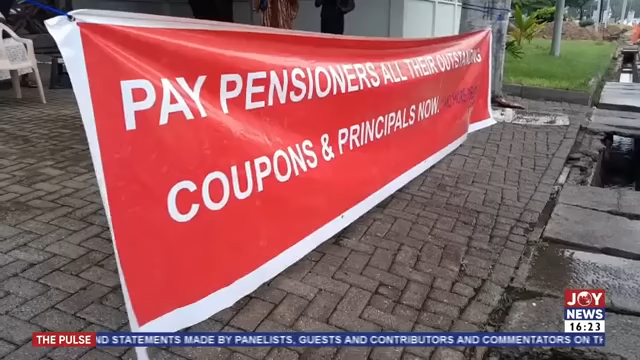 PAY PENSIONERS ALL THEIR OUTSTANDING
COUPONS & PRINCIPALS NOW.
JOY
NEWS
16:23
THE PULSE
ND STATEMENTS MADE BY PANELISTS, GUESTS AND CONTRIBUTORS AND COMMENTATORS ON TH